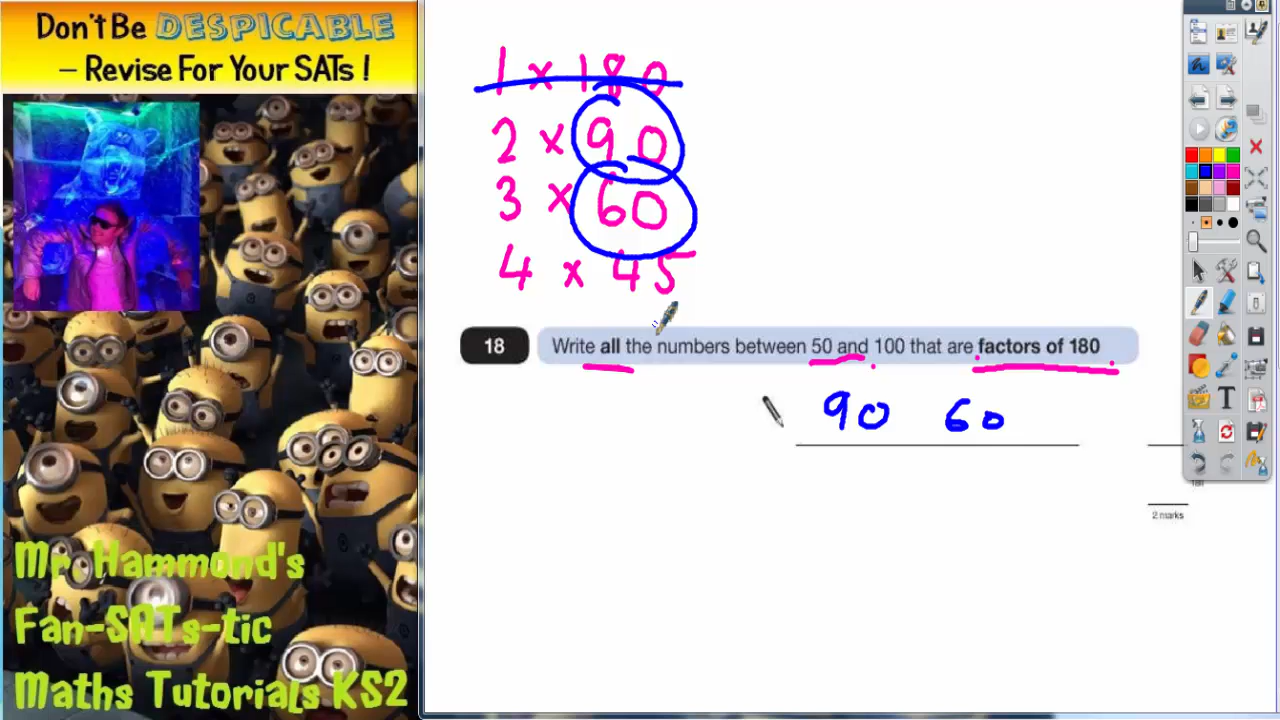 Don't Be DESPICABLE
– Revise For Your SATs !
1 × 180
2 × 90
3 × 60
4 × 45
18 Write all the numbers between 50 and 100 that are factors of 180
90 60
2 marks
Mr. Hammond's
Fan-SATs-tic
Maths Tutorials KS2